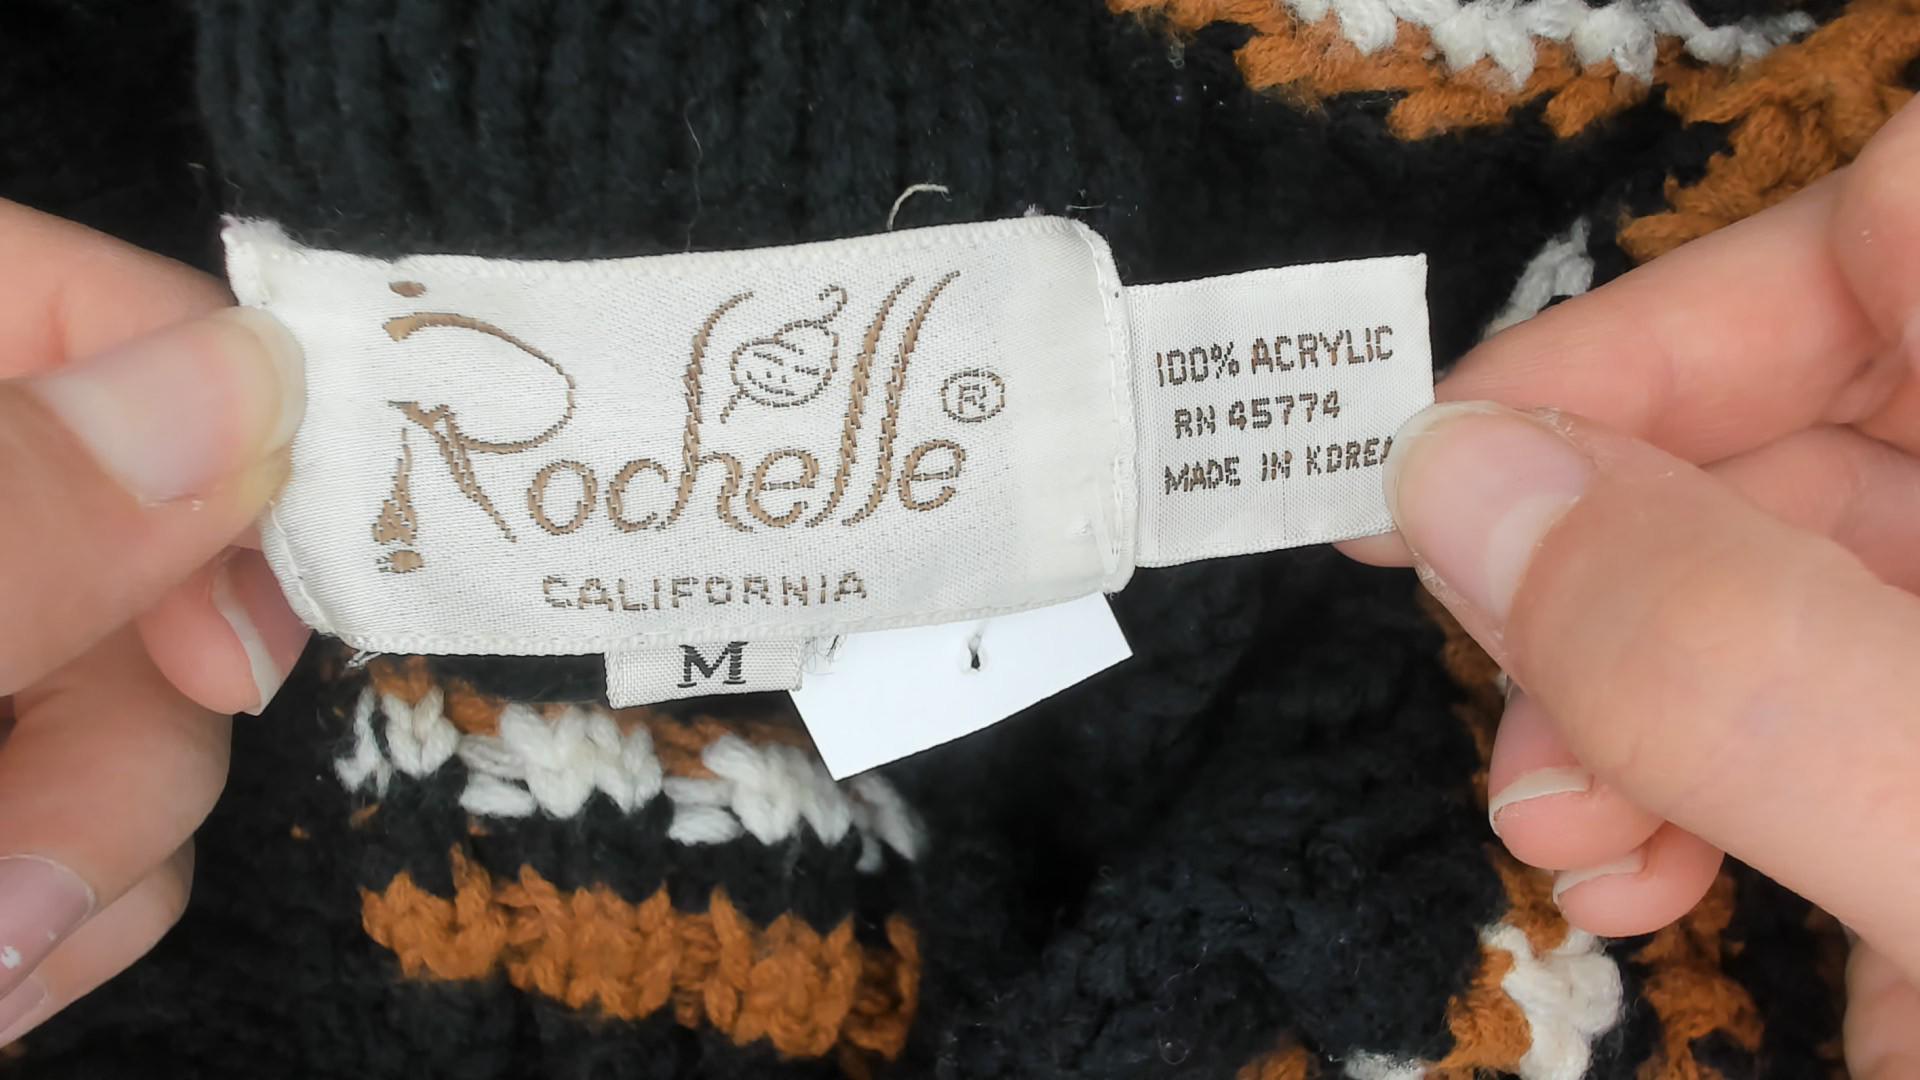 Rochelle ®
CALIFORNIA
M
100% ACRYLIC
RN 45774
MADE IN KOREA